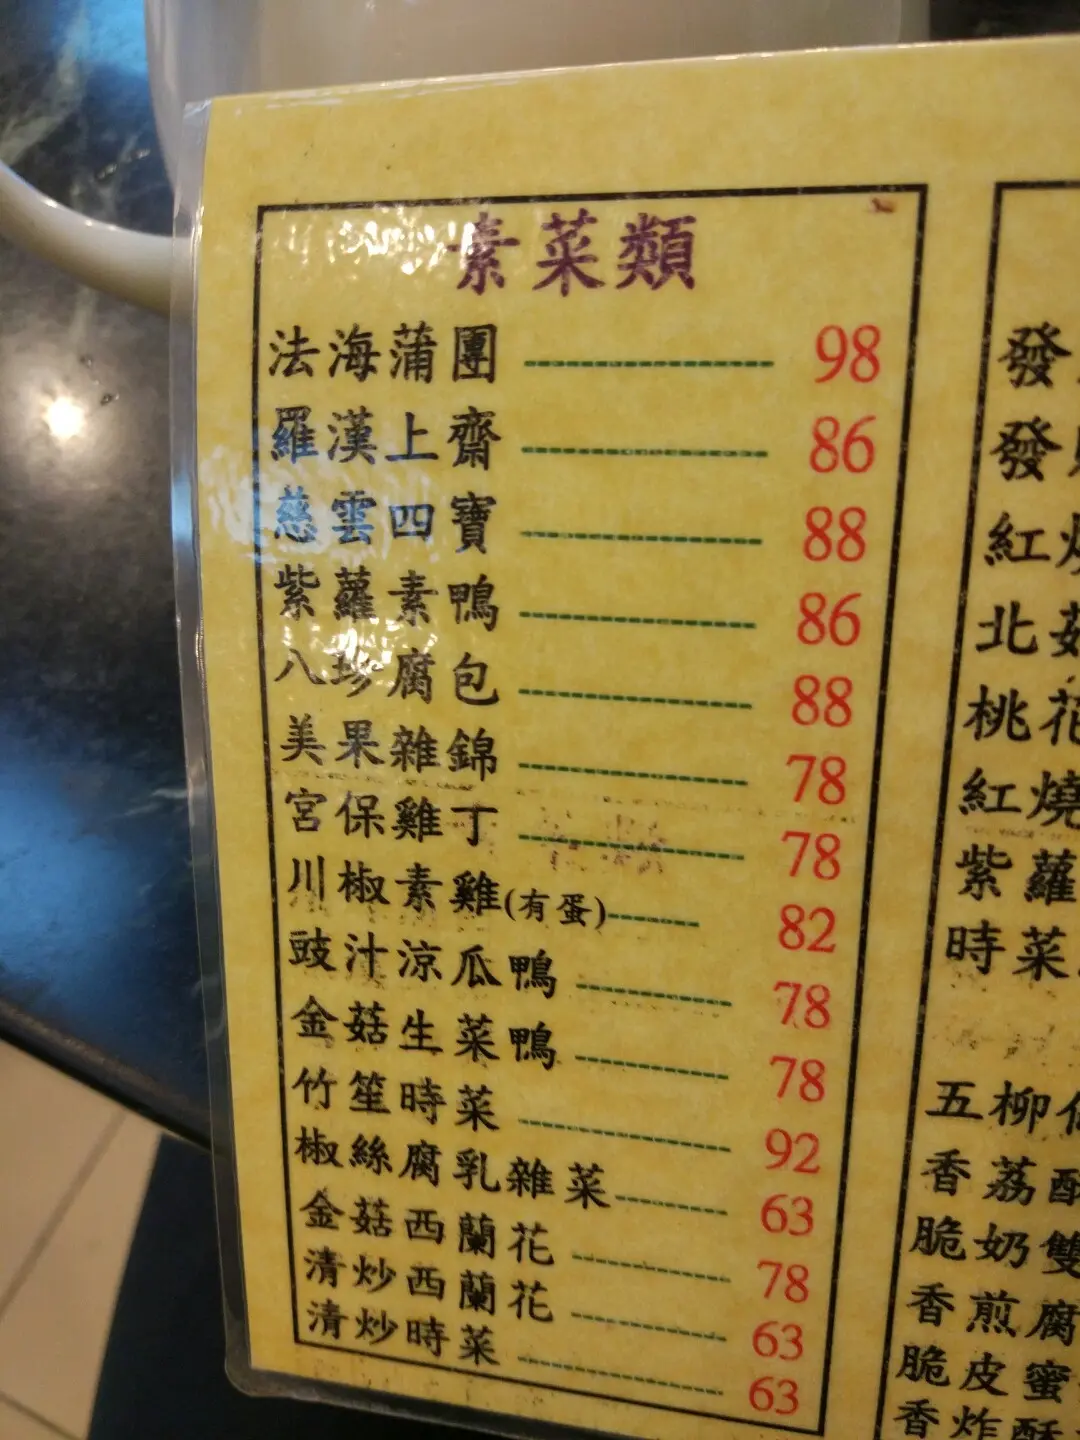 素菜類
法海蒲團 98
羅漢上齋 86
慈雲四寶 88
紫蘿素鴨 86
八珍腐包 88
美果雜錦 78
宮保雞丁 78
川椒素雞(有蛋) 82
豉汁涼瓜鴨 78
金菇生菜鴨 78
竹笙時菜 92
椒絲腐乳雜菜 63
金菇西蘭花 78
清炒西蘭花 63
清炒時菜 63
發
發
紅
北菇
桃花
紅燒
紫蘿
時菜
五柳
香荔
脆奶雙
香煎腐
脆皮蜜
香炸酥